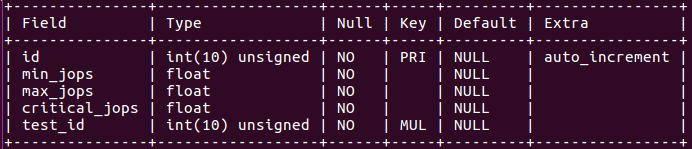 +---------------+------------------+------+-----+---------+----------------+
| Field         | Type             | Null | Key | Default | Extra          |
+---------------+------------------+------+-----+---------+----------------+
| id            | int(10) unsigned | NO   | PRI | NULL    | auto_increment |
| min_jops      | float            | NO   |     | NULL    |                |
| max_jops      | float            | NO   |     | NULL    |                |
| critical_jops | float            | NO   |     | NULL    |                |
| test_id       | int(10) unsigned | NO   | MUL | NULL    |                |
+---------------+------------------+------+-----+---------+----------------+